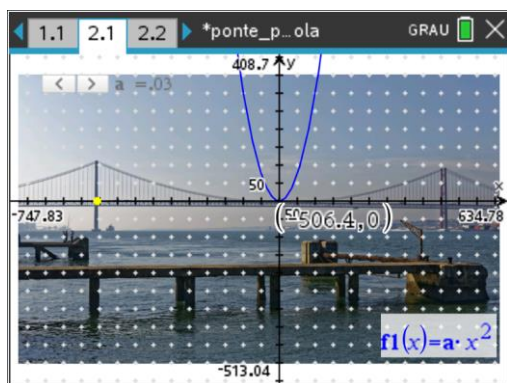 1.1 2.1 2.2 *ponte_p...ola GRAU
408.7 y
a =.03
50
x
-747.83 50 634.78
(-506.4,0)
f1(x)=a·x²
-513.04